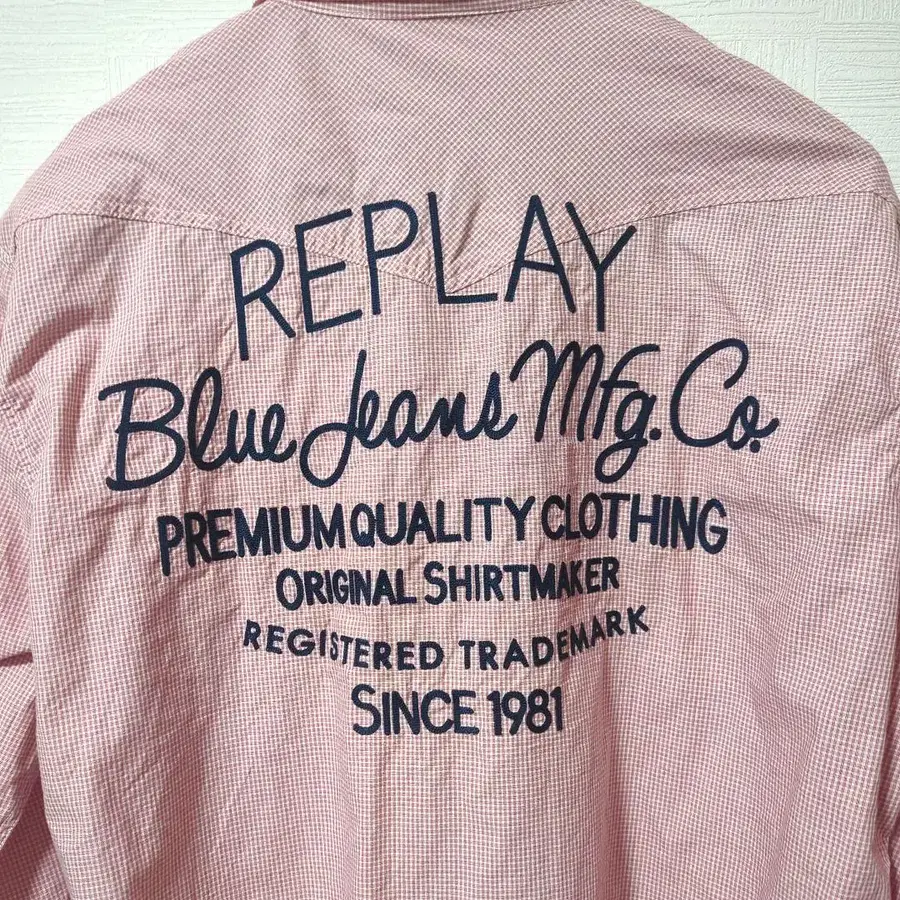 REPLAY
Blue Jeans Mfg. Co.
PREMIUM QUALITY CLOTHING
ORIGINAL SHIRTMAKER
REGISTERED TRADEMARK
SINCE 1981